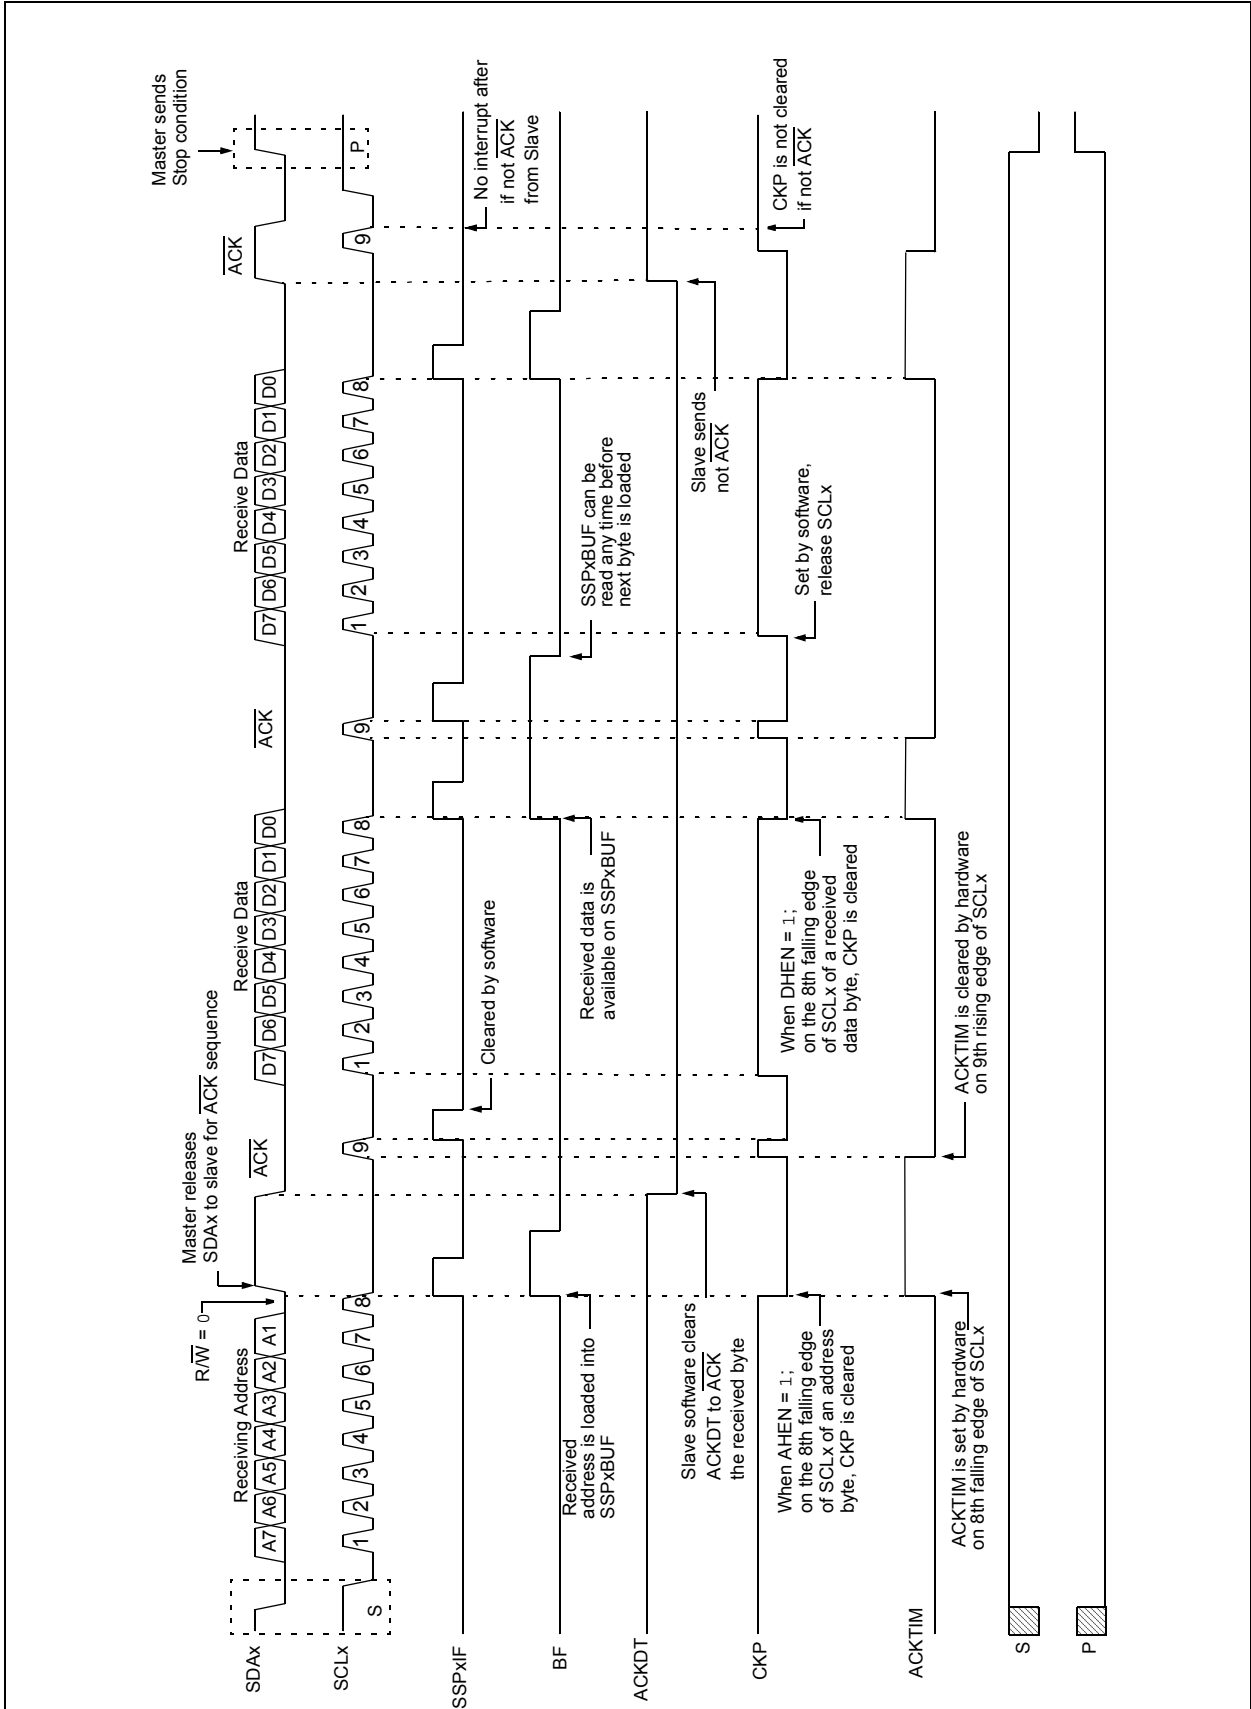 Master sends
Stop condition
Master releases
SDAx to slave for ACK sequence
R/W = 0
Receiving Address
ACK
Receive Data
ACK
Receive Data
ACK
SDAx
A7 A6 A5 A4 A3 A2 A1
D7 D6 D5 D4 D3 D2 D1 D0
D7 D6 D5 D4 D3 D2 D1 D0
SCLx
S
1 2 3 4 5 6 7 8 9
1 2 3 4 5 6 7 8 9
1 2 3 4 5 6 7 8 9
P
SSPxIF
Cleared by software
No interrupt after
if not ACK
from Slave
BF
Received
address is loaded into
SSPxBUF
Received data is
available on SSPxBUF
SSPxBUF can be
read any time before
next byte is loaded
ACKDT
Slave software clears
ACKDT to ACK
the received byte
Slave sends
not ACK
CKP
When AHEN = 1;
on the 8th falling edge
of SCLx of an address
byte, CKP is cleared
When DHEN = 1;
on the 8th falling edge
of SCLx of a received
data byte, CKP is cleared
Set by software,
release SCLx
CKP is not cleared
if not ACK
ACKTIM
ACKTIM is set by hardware
on 8th falling edge of SCLx
ACKTIM is cleared by hardware
on 9th rising edge of SCLx
S
P